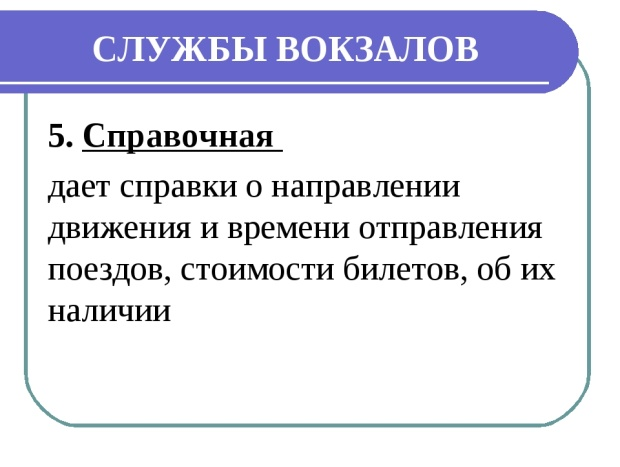 СЛУЖБЫ ВОКЗАЛОВ
5. Справочная
дает справки о направлении
движения и времени отправления
поездов, стоимости билетов, об их
наличии